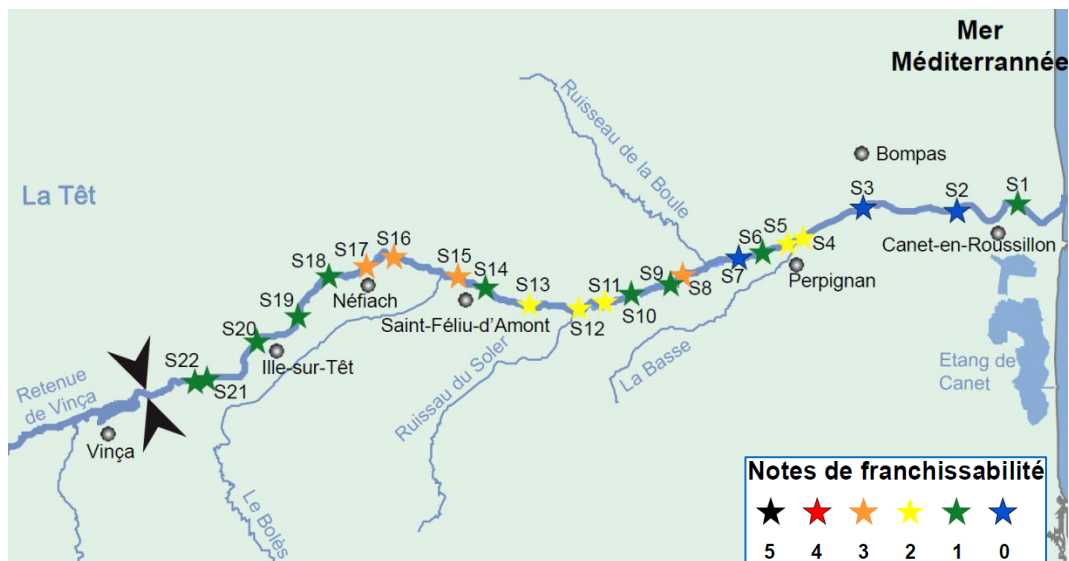 Mer
Méditerrannée
Ruisseau de la Boule
Bompas
La Têt
S3
S2
S1
S16
S6
S5
S4
Canet-en-Roussillon
S17
S15
S7
Perpignan
S18
S14
S9
S8
Néfiach
S13
S11
S10
S19
Saint-Féliu-d'Amont
S12
S20
Ille-sur-Têt
La Basse
Etang de
Canet
S22
S21
Retenue
de Vinça
Ruissau du Soler
Vinça
Le Bolès
Notes de franchissabilité
5 4 3 2 1 0